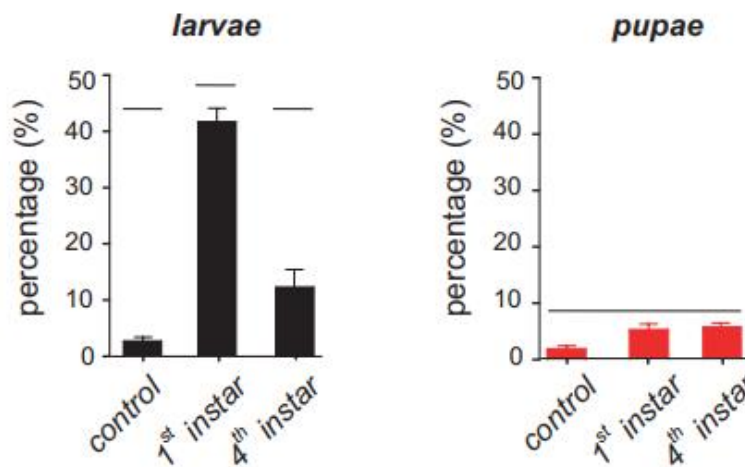 larvae
percentage (%)
50
40
30
20
10
0
control
1st instar
4th instar
pupae
percentage (%)
50
40
30
20
10
0
control
1st instar
4th instar